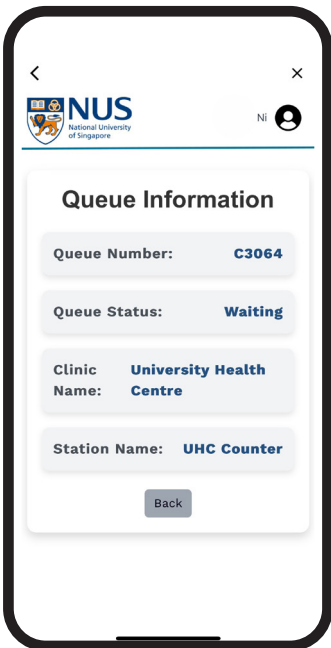 NUS
National University
of Singapore
Ni
Queue Information
Queue Number: C3064
Queue Status: Waiting
Clinic Name: University Health Centre
Station Name: UHC Counter
Back